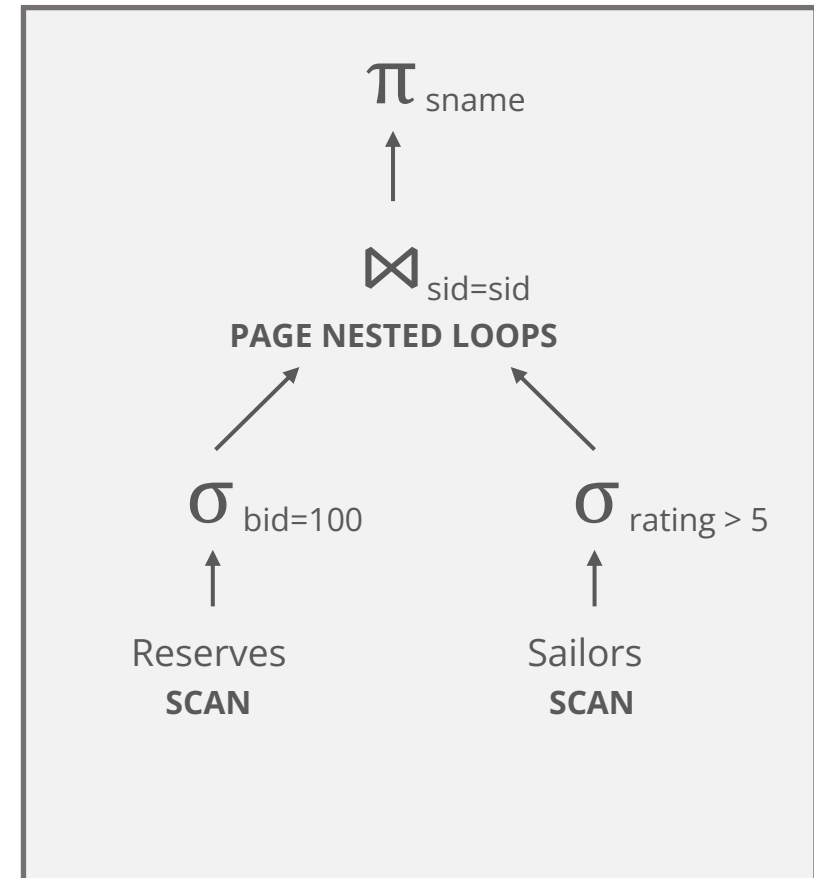 π sname
⋈ sid=sid
PAGE NESTED LOOPS
σ bid=100
σ rating > 5
Reserves
SCAN
Sailors
SCAN